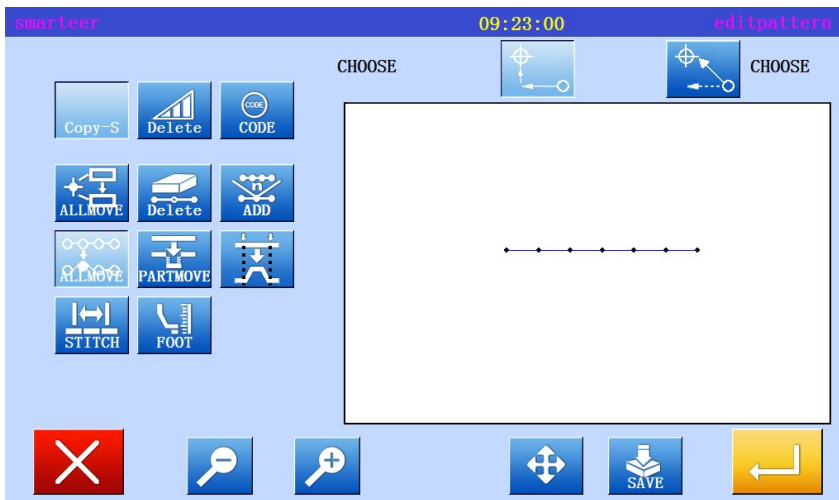 smarteer 09:23:00 editpattern
CHOOSE CHOOSE
Copy-S Delete CODE CODE
ALLMOVE Delete n ADD
ALLMOVE PARTMOVE
STITCH FOOT
SAVE